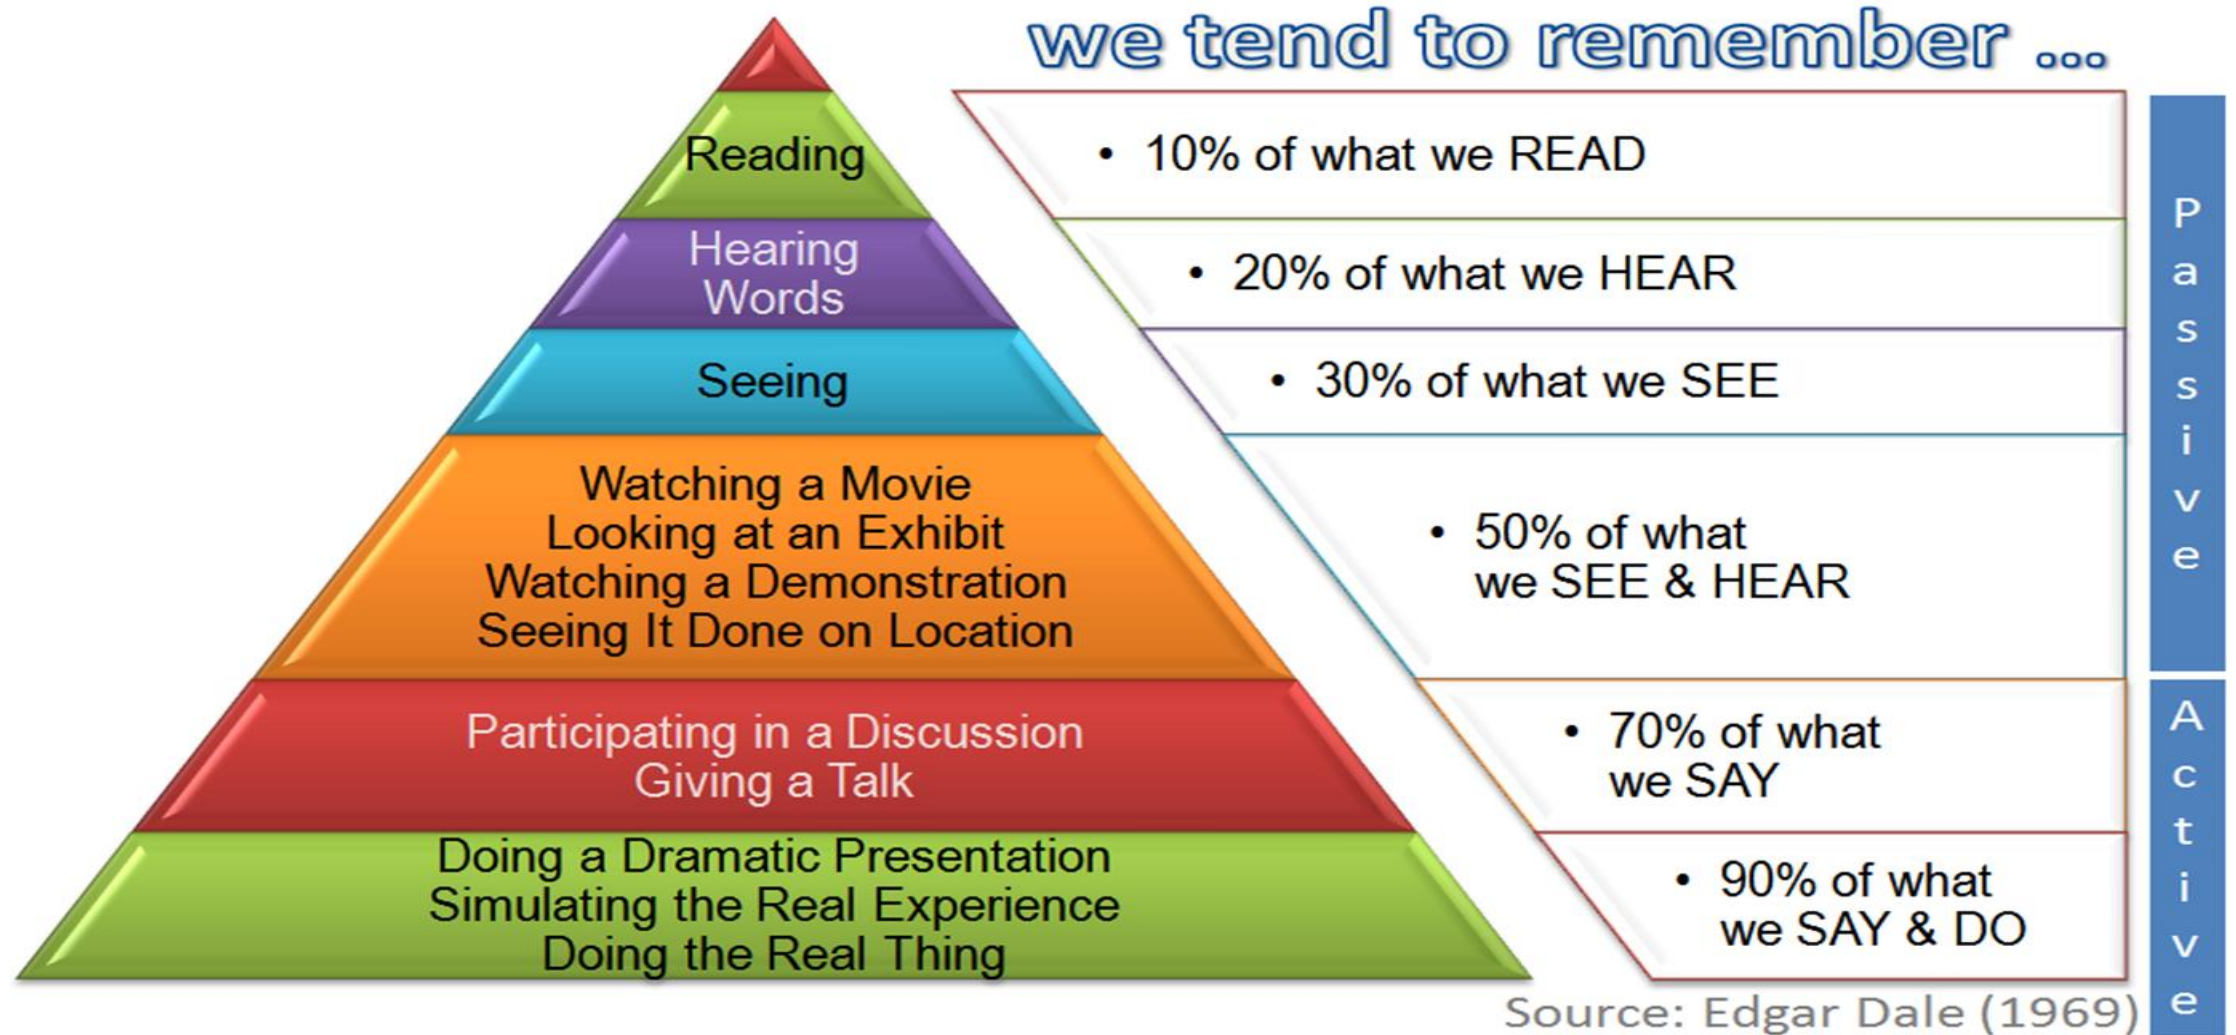 we tend to remember ...
Reading
• 10% of what we READ
Hearing
Words
• 20% of what we HEAR
Seeing
• 30% of what we SEE
Watching a Movie
Looking at an Exhibit
Watching a Demonstration
Seeing It Done on Location
• 50% of what
we SEE & HEAR
Participating in a Discussion
Giving a Talk
• 70% of what
we SAY
Doing a Dramatic Presentation
Simulating the Real Experience
Doing the Real Thing
• 90% of what
we SAY & DO
Passive
Active
Source: Edgar Dale (1969)